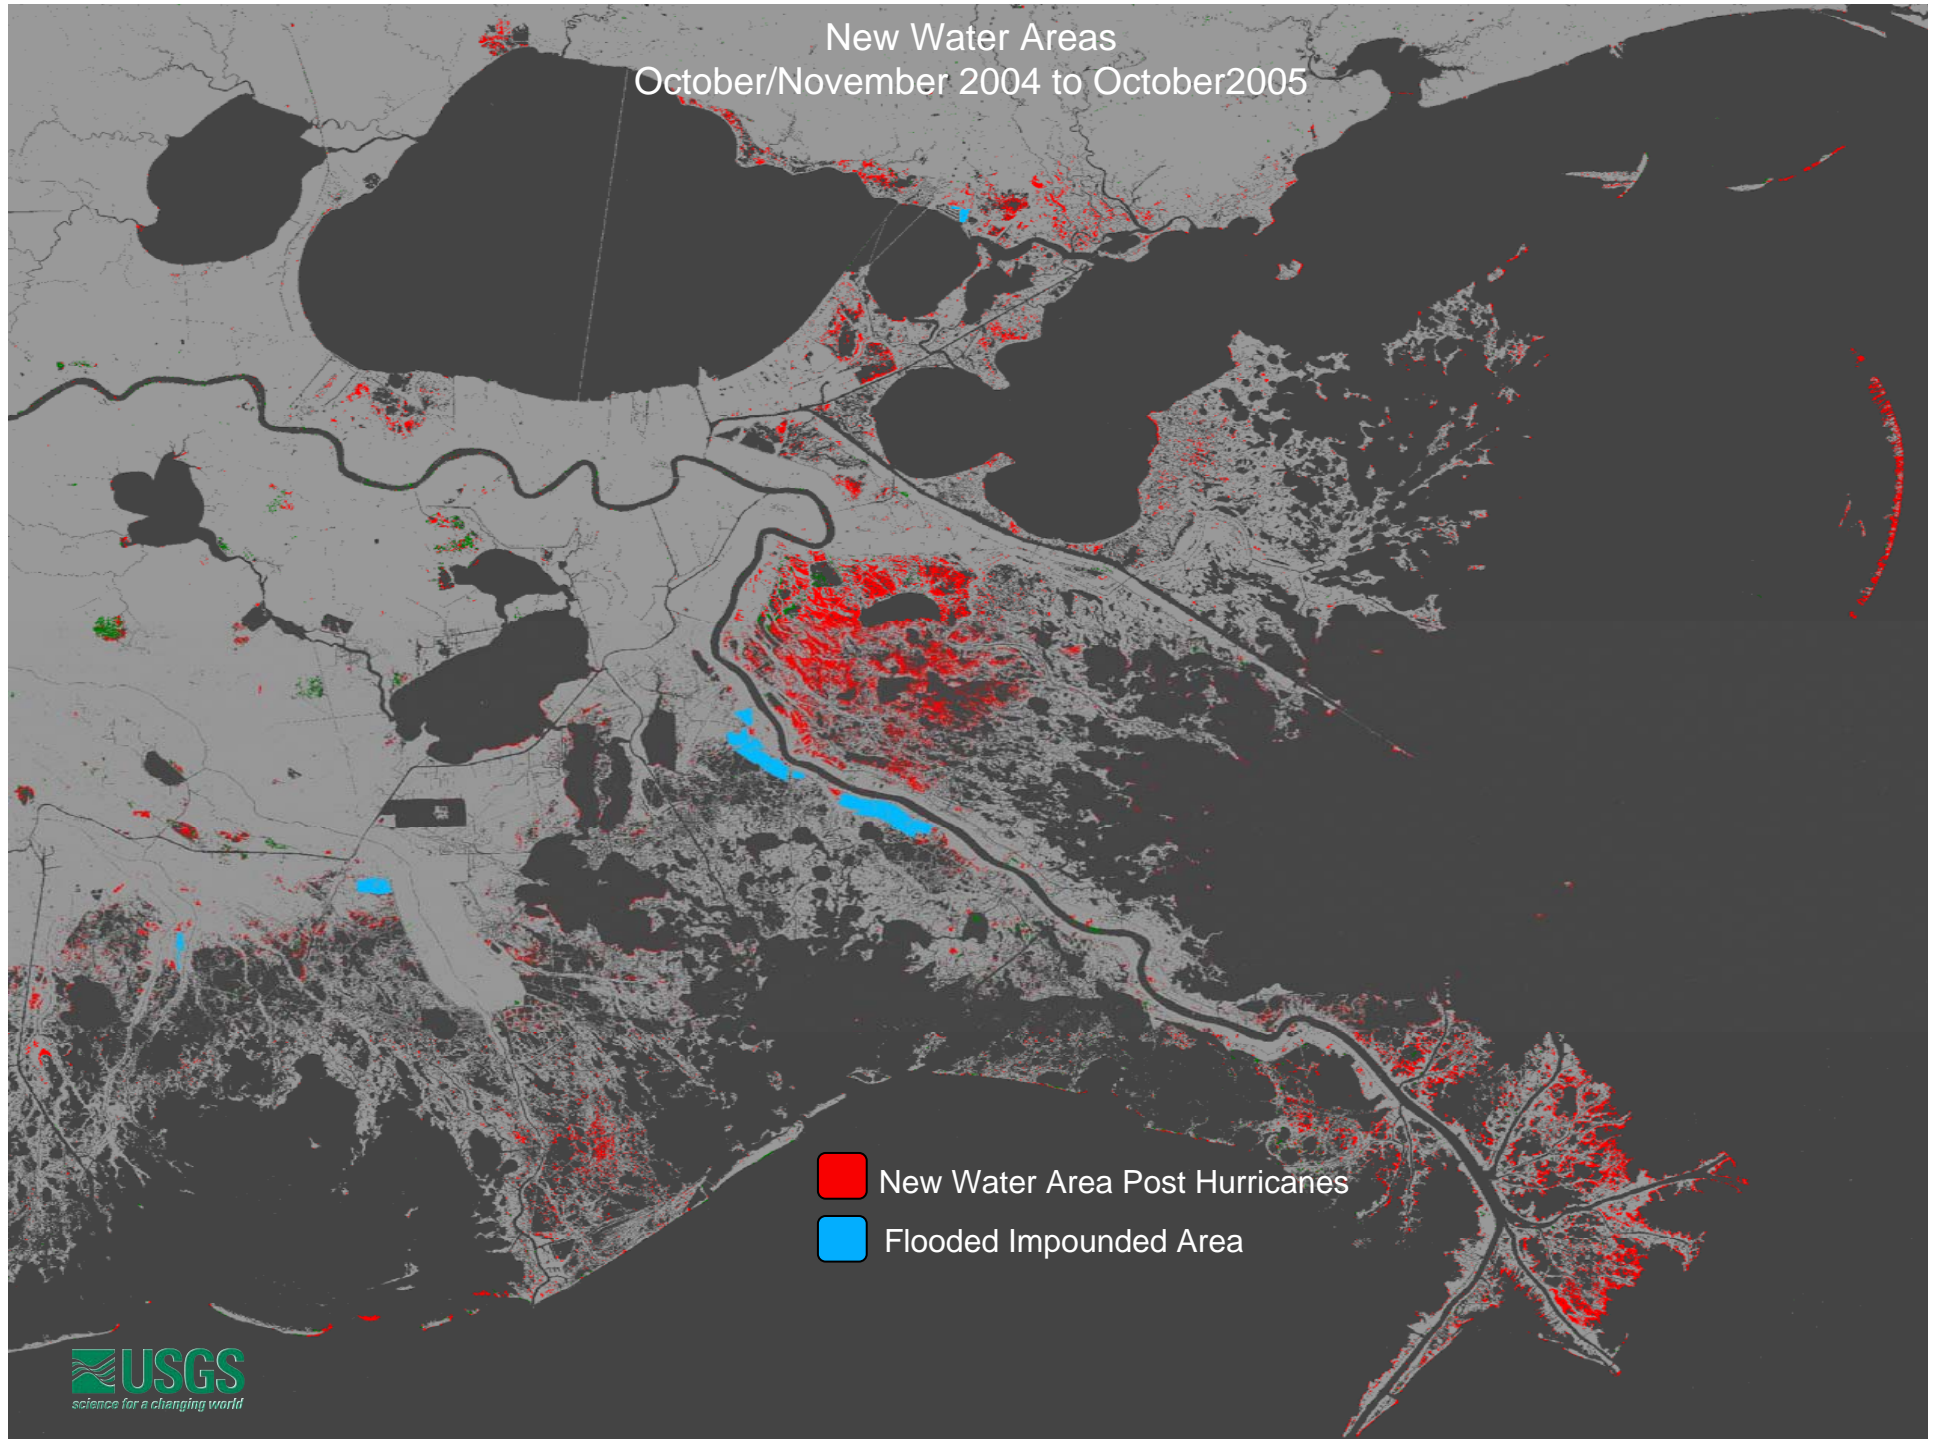 New Water Areas
October/November 2004 to October2005
New Water Area Post Hurricanes
Flooded Impounded Area
USGS
science for a changing world